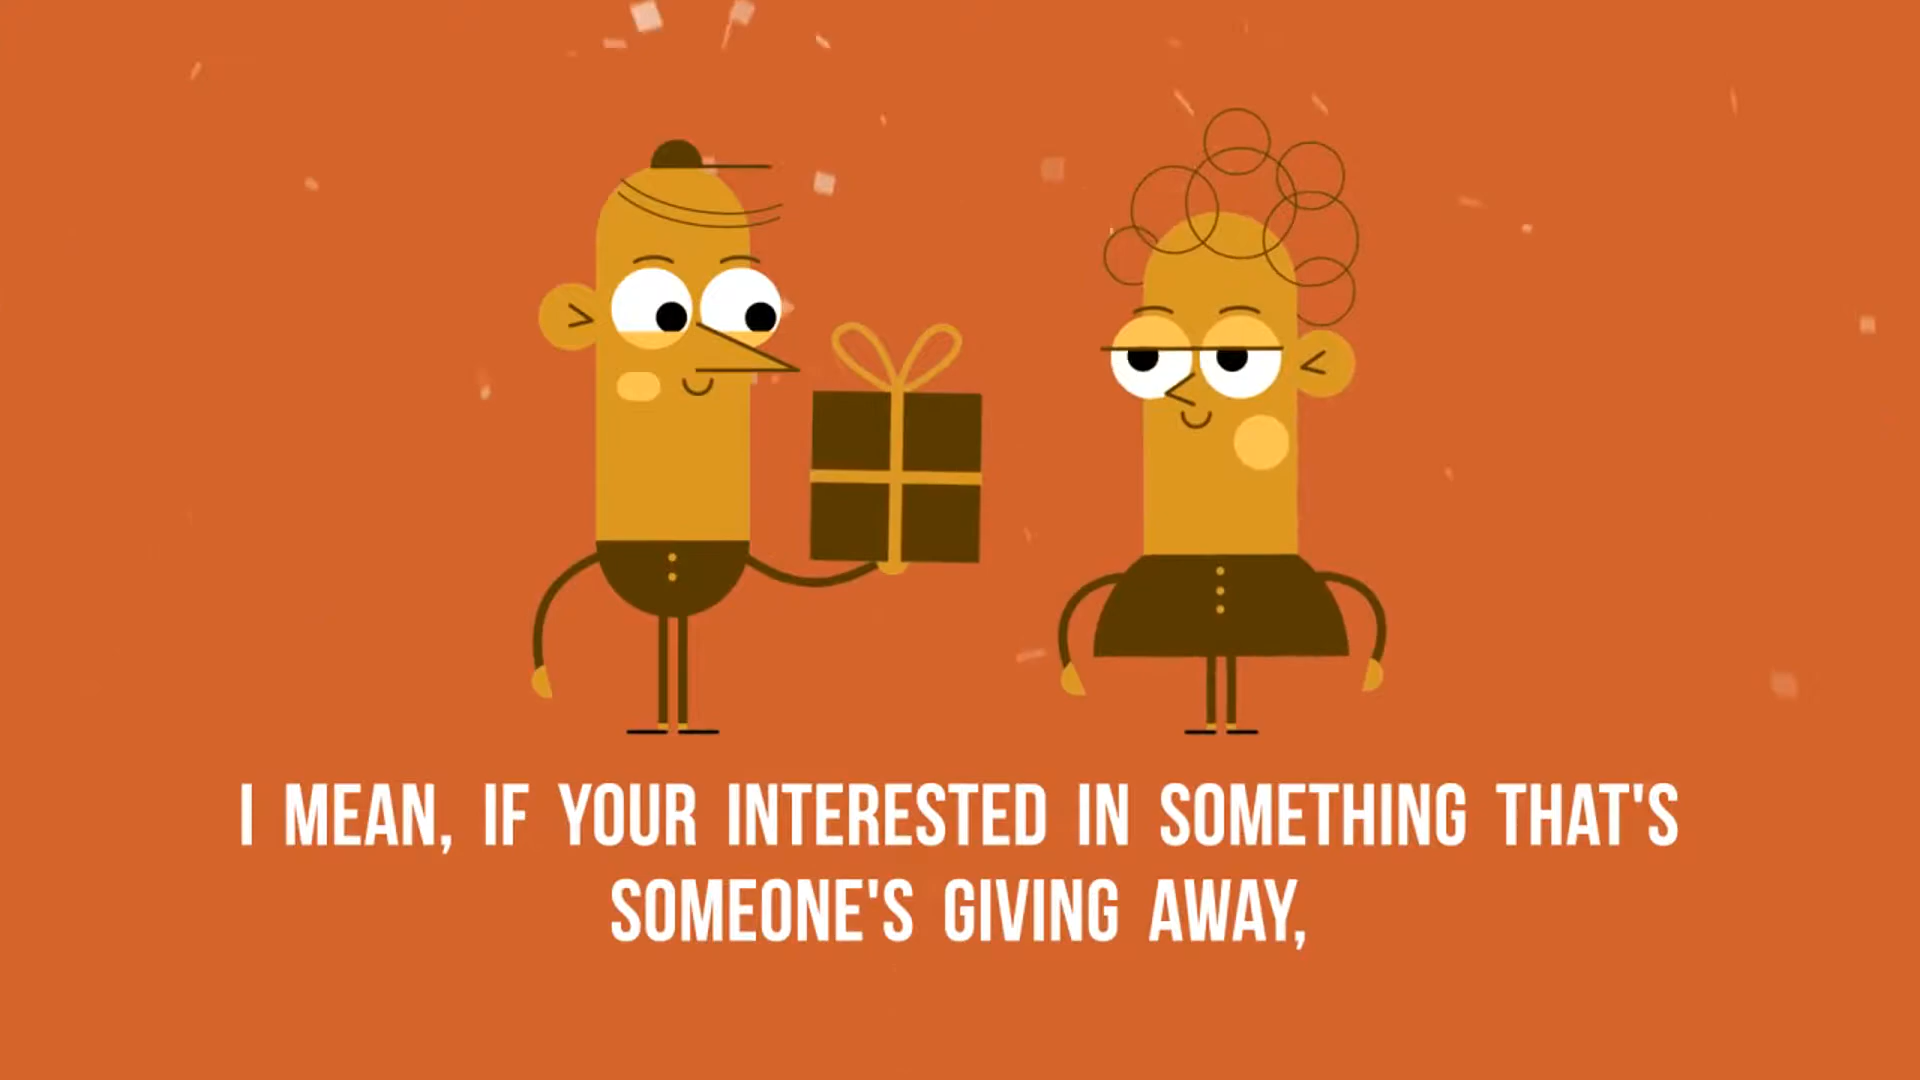 I MEAN, IF YOUR INTERESTED IN SOMETHING THAT'S
SOMEONE'S GIVING AWAY,